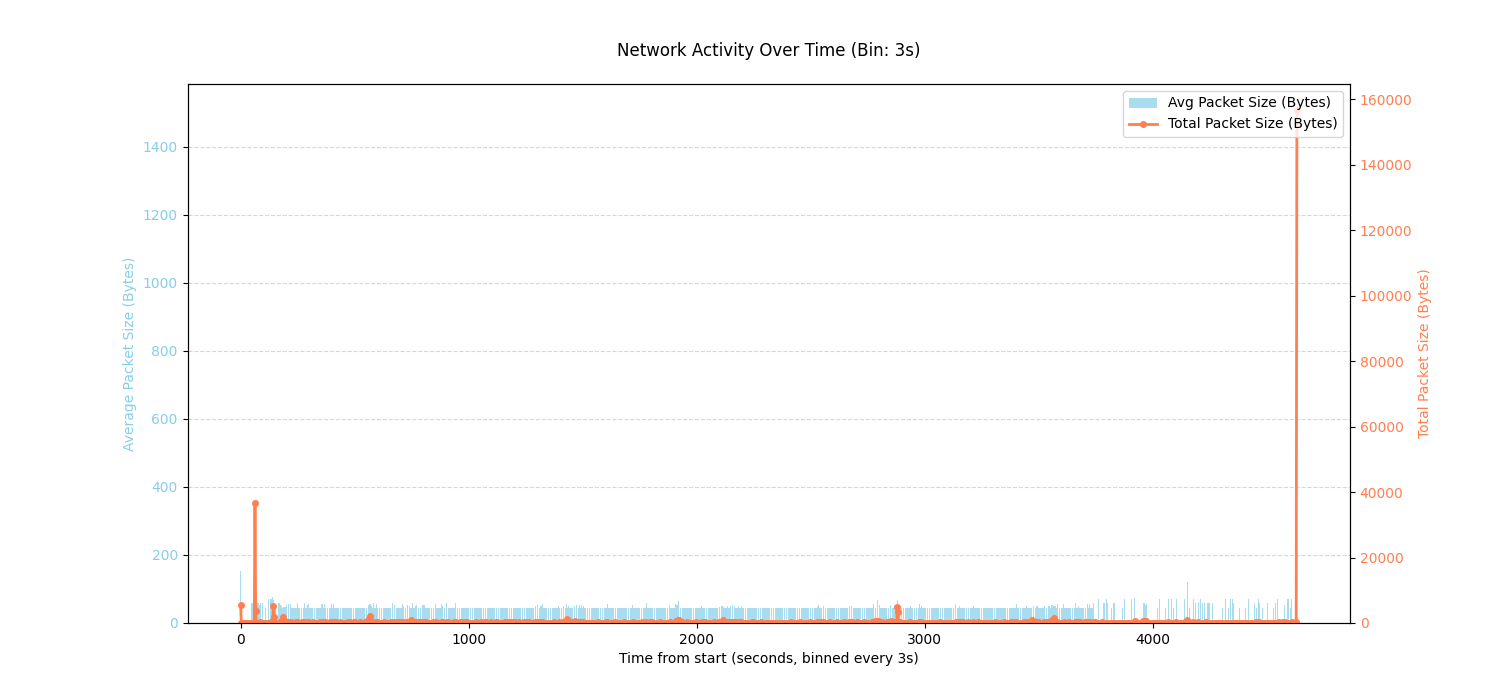 Network Activity Over Time (Bin: 3s)
Avg Packet Size (Bytes)
Total Packet Size (Bytes)
Average Packet Size (Bytes)
1400
1200
1000
800
600
400
200
0
160000
140000
120000
100000
80000
60000
40000
20000
0
Total Packet Size (Bytes)
0 1000 2000 3000 4000
Time from start (seconds, binned every 3s)